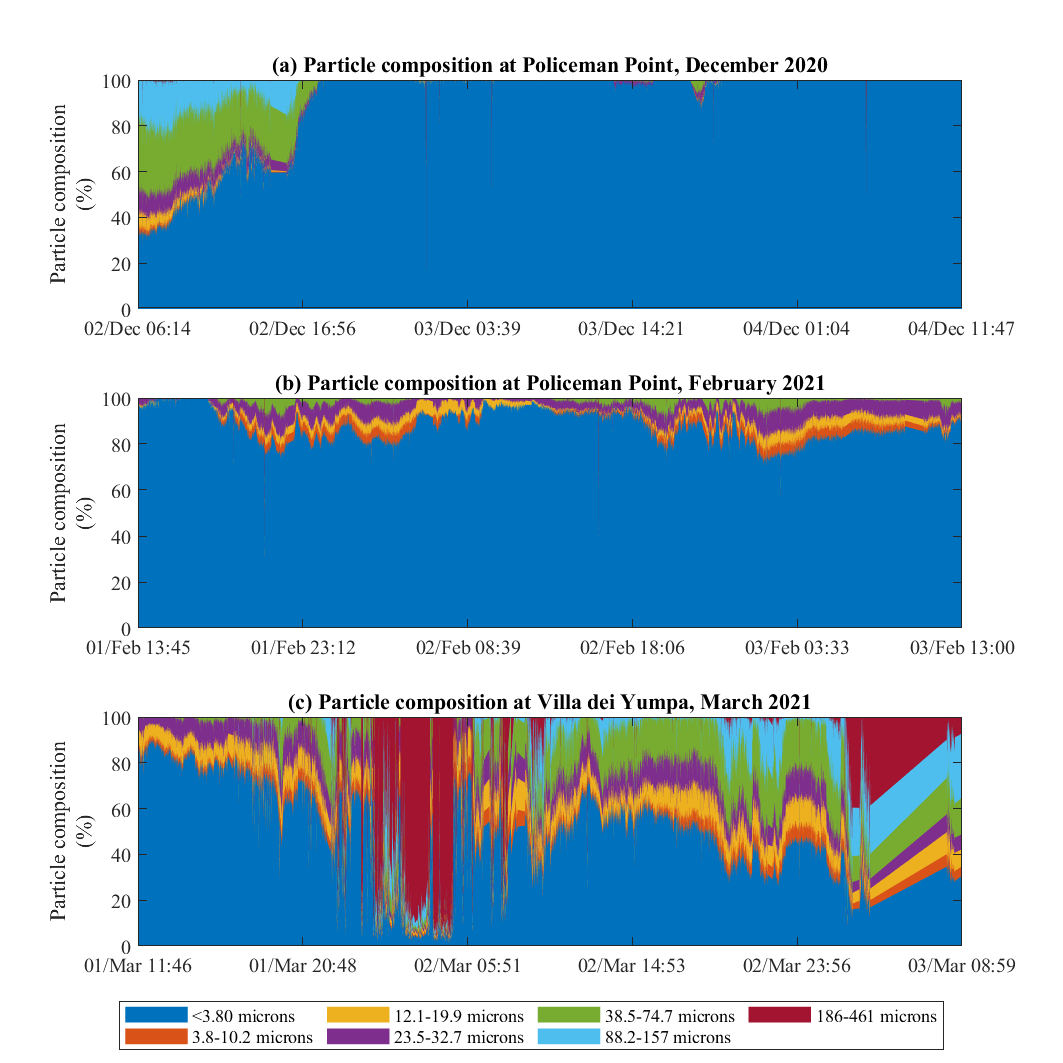 (a) Particle composition at Policeman Point, December 2020
Particle composition
(%)
100
80
60
40
20
0
02/Dec 06:14 02/Dec 16:56 03/Dec 03:39 03/Dec 14:21 04/Dec 01:04 04/Dec 11:47
(b) Particle composition at Policeman Point, February 2021
Particle composition
(%)
100
80
60
40
20
0
01/Feb 13:45 01/Feb 23:12 02/Feb 08:39 02/Feb 18:06 03/Feb 03:33 03/Feb 13:00
(c) Particle composition at Villa dei Yumpa, March 2021
Particle composition
(%)
100
80
60
40
20
0
01/Mar 11:46 01/Mar 20:48 02/Mar 05:51 02/Mar 14:53 02/Mar 23:56 03/Mar 08:59
<3.80 microns 12.1-19.9 microns 38.5-74.7 microns 186-461 microns
3.8-10.2 microns 23.5-32.7 microns 88.2-157 microns